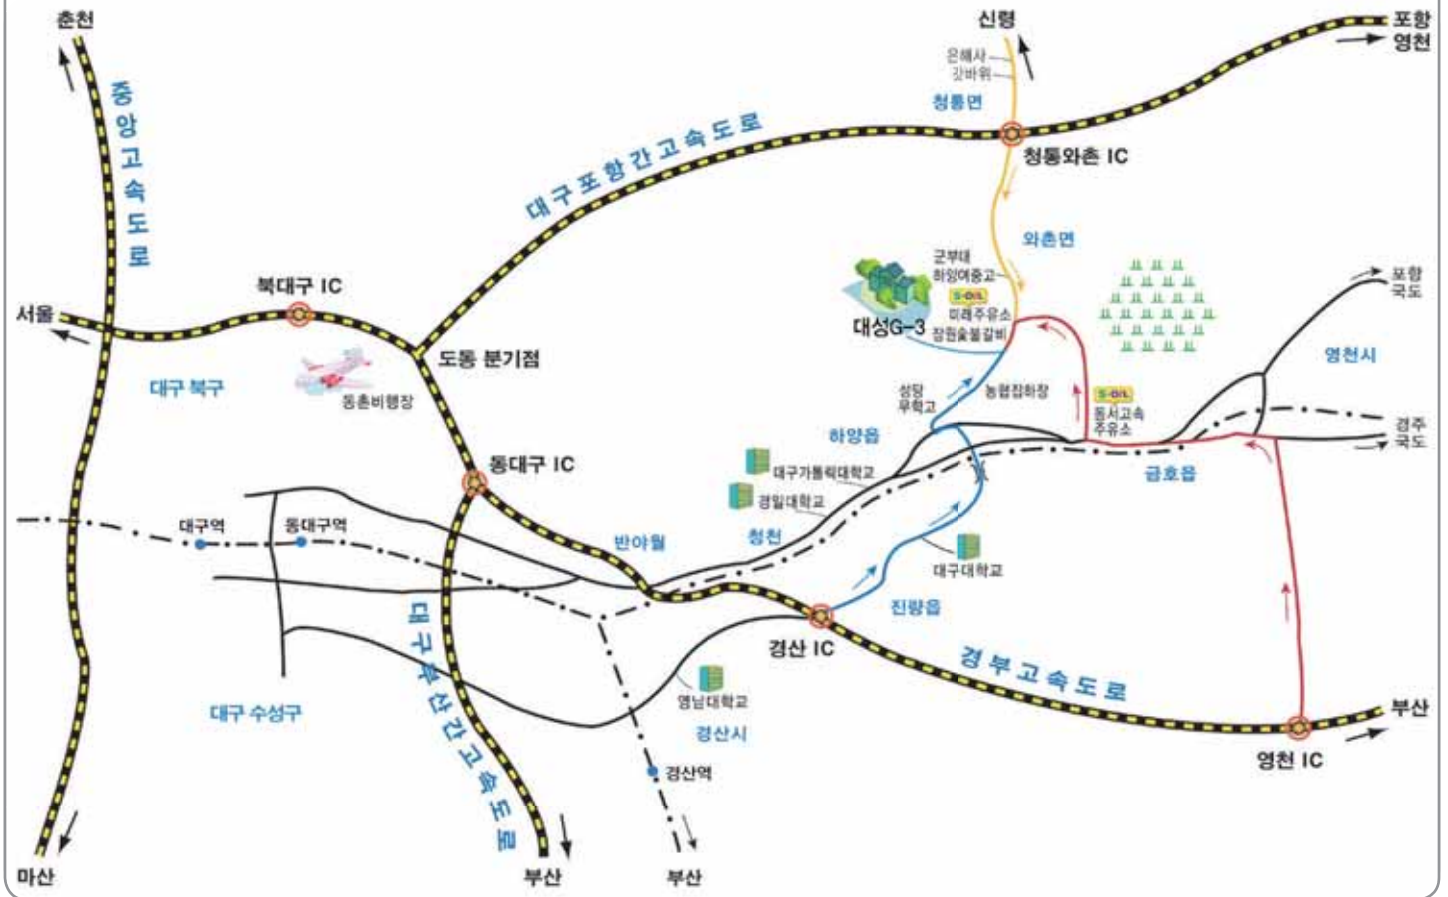 춘천
신령
포항
영천
은해사
갓바위
청통면
중앙고속도로
대구포항간고속도로
청통와촌 IC
와촌면
군부대
하양여중고
S-OIL
미래주유소
장원숯불갈비
대성G-3
포항
국도
북대구 IC
서울
도동 분기점
영천시
대구 북구
동촌비행장
성당
무학고
농협집하장
S-OIL
동서고속
주유소
경주
국도
하양읍
동대구 IC
대구가톨릭대학교
금호읍
경일대학교
대구역
동대구역
반야월
청천
대구대학교
진량읍
대구부산간고속도로
경산 IC
경부고속도로
영남대학교
대구 수성구
경산시
부산
영천 IC
경산역
마산
부산
부산